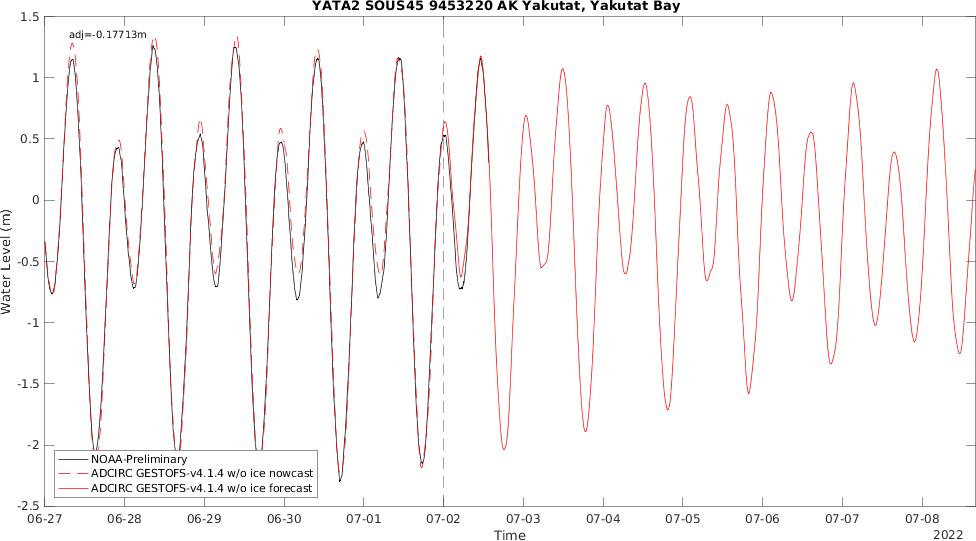 YATA2 SOUS45 9453220 AK Yakutat, Yakutat Bay
adj=-0.17713m
1.5
1
0.5
0
-0.5
-1
-1.5
-2
-2.5
Water Level (m)
NOAA-Preliminary
ADCIRC GESTOFS-v4.1.4 w/o ice nowcast
ADCIRC GESTOFS-v4.1.4 w/o ice forecast
06-27 06-28 06-29 06-30 07-01 07-02 07-03 07-04 07-05 07-06 07-07 07-08
Time
2022